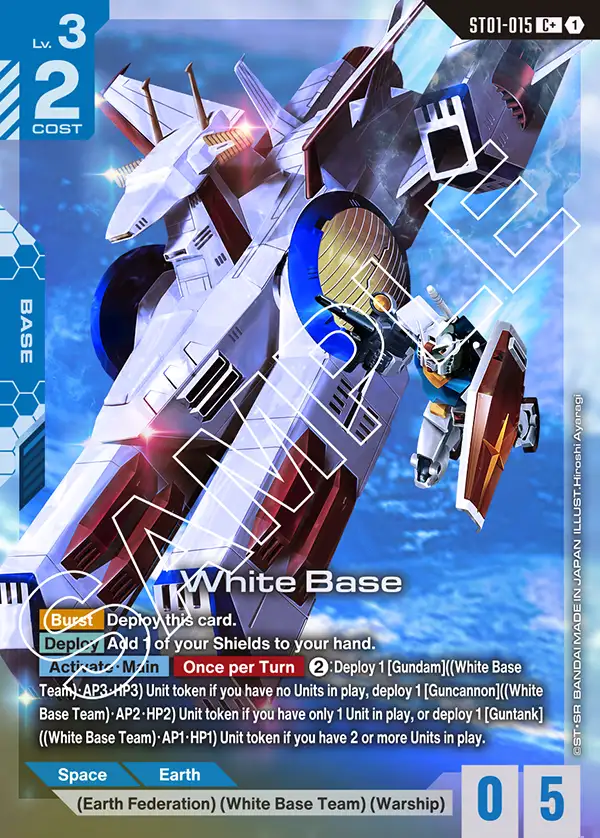 ST01-015 C+ 1
Lv. 3
2
COST
BASE
SAMPLE
White Base
Burst Deploy this card.
Deploy Add 1 of your Shields to your hand.
Activate･Main Once per Turn ②:Deploy 1 [Gundam]((White Base
Team)･AP3･HP3) Unit token if you have no Units in play, deploy 1 [Guncannon]((White
Base Team)･AP2･HP2) Unit token if you have only 1 Unit in play, or deploy 1 [Guntank]
((White Base Team)･AP1･HP1) Unit token if you have 2 or more Units in play.
Space Earth
(Earth Federation) (White Base Team) (Warship)
0 5
©ST･SR BANDAI MADE IN JAPAN ILLUST.Hiroshi Ayaragi